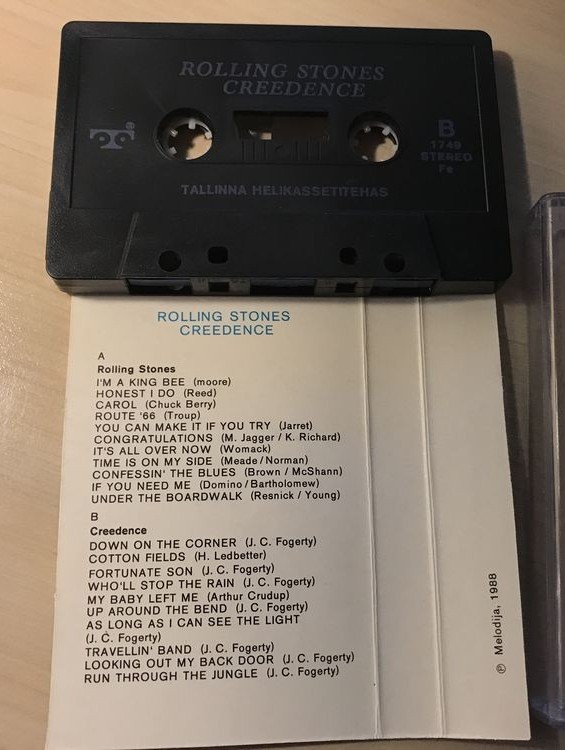 ROLLING STONES
CREEDENCE
®
B
1749
STEREO
Fe
TALLINNA HELIKASSETITEHAS
ROLLING STONES
CREEDENCE
A
Rolling Stones
I'M A KING BEE (moore)
HONEST I DO (Reed)
CAROL (Chuck Berry)
ROUTE '66 (Troup)
YOU CAN MAKE IT IF YOU TRY (Jarret)
CONGRATULATIONS (M. Jagger / K. Richard)
IT'S ALL OVER NOW (Womack)
TIME IS ON MY SIDE (Meade / Norman)
CONFESSIN' THE BLUES (Brown / McShann)
IF YOU NEED ME (Domino / Bartholomew)
UNDER THE BOARDWALK (Resnick / Young)
B
Creedence
DOWN ON THE CORNER (J. C. Fogerty)
COTTON FIELDS (H. Ledbetter)
FORTUNATE SON (J. C. Fogerty)
WHO'LL STOP THE RAIN (J. C. Fogerty)
MY BABY LEFT ME (Arthur Crudup)
UP AROUND THE BEND (J. C. Fogerty)
AS LONG AS I CAN SEE THE LIGHT
(J. C. Fogerty)
TRAVELLIN' BAND (J. C. Fogerty)
LOOKING OUT MY BACK DOOR (J. C. Fogerty)
RUN THROUGH THE JUNGLE (J. C. Fogerty)
℗ Melodija, 1988